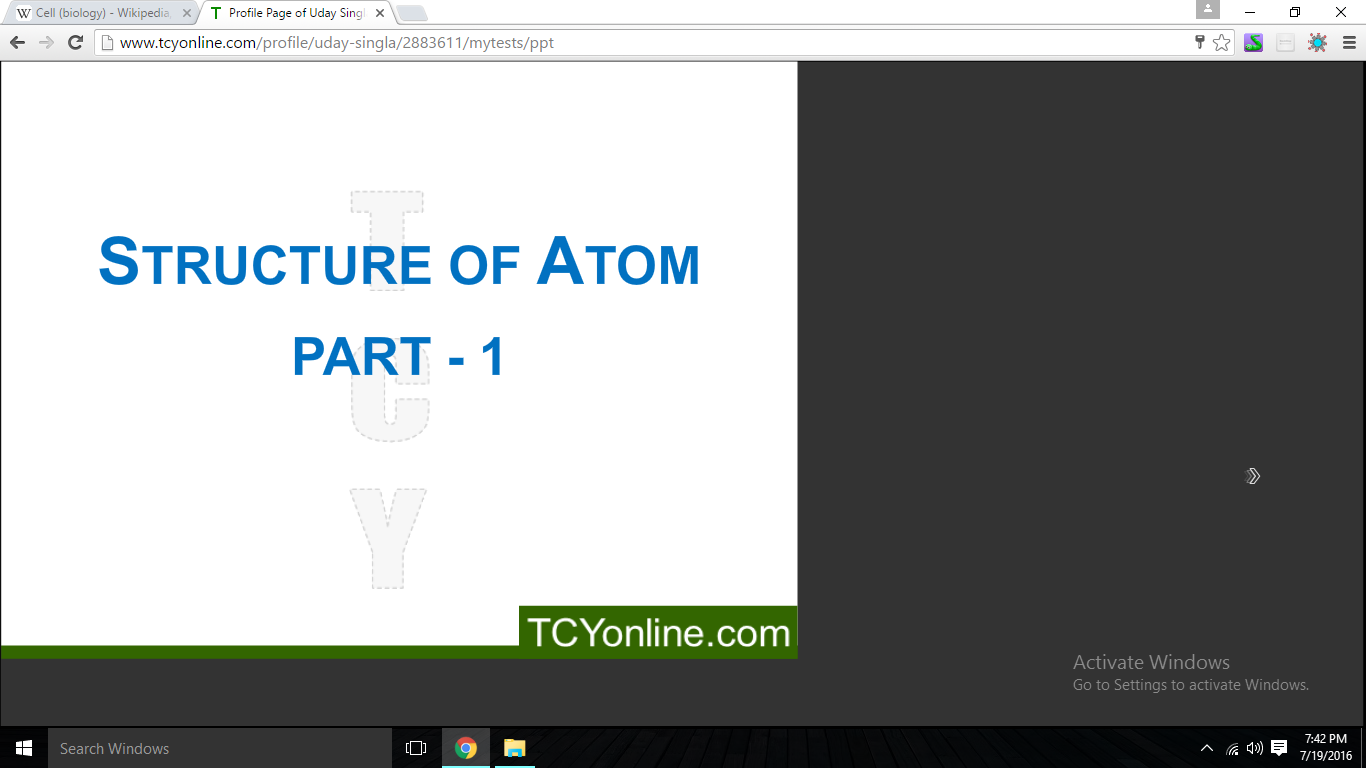 Cell (biology) - Wikipedia
Profile Page of Uday Sing
www.tcyonline.com/profile/uday-singla/2883611/mytests/ppt
T
STRUCTURE OF ATOM
PART - 1
C
Y
TCYonline.com
Activate Windows
Go to Settings to activate Windows.
Search Windows
7:42 PM
7/19/2016